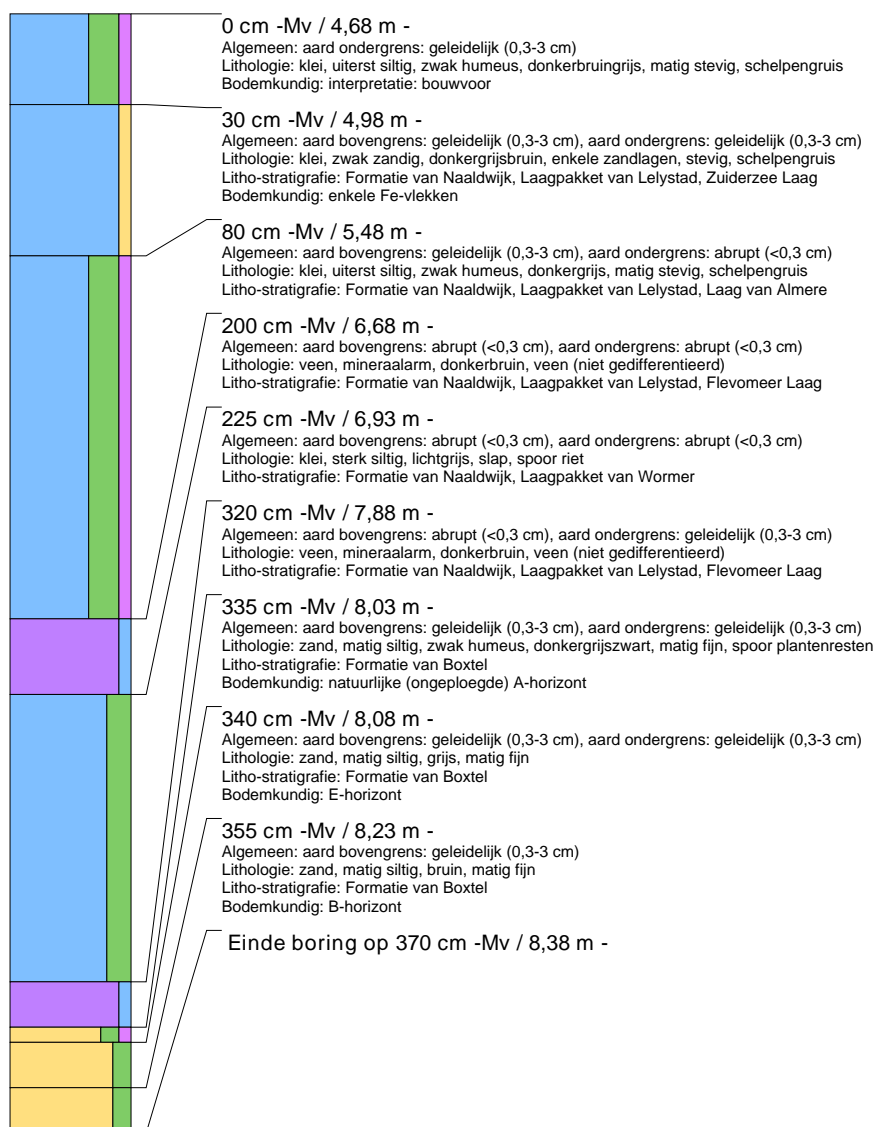 0 cm -Mv / 4,68 m -
Algemeen: aard ondergrens: geleidelijk (0,3-3 cm)
Lithologie: klei, uiterst siltig, zwak humeus, donkerbruingrijs, matig stevig, schelpengruis
Bodemkundig: interpretatie: bouwvoor
30 cm -Mv / 4,98 m -
Algemeen: aard bovengrens: geleidelijk (0,3-3 cm), aard ondergrens: geleidelijk (0,3-3 cm)
Lithologie: klei, zwak zandig, donkergrijsbruin, enkele zandlagen, stevig, schelpengruis
Litho-stratigrafie: Formatie van Naaldwijk, Laagpakket van Lelystad, Zuiderzee Laag
Bodemkundig: enkele Fe-vlekken
80 cm -Mv / 5,48 m -
Algemeen: aard bovengrens: geleidelijk (0,3-3 cm), aard ondergrens: abrupt (<0,3 cm)
Lithologie: klei, uiterst siltig, zwak humeus, donkergrijs, matig stevig, schelpengruis
Litho-stratigrafie: Formatie van Naaldwijk, Laagpakket van Lelystad, Laag van Almere
200 cm -Mv / 6,68 m -
Algemeen: aard bovengrens: abrupt (<0,3 cm), aard ondergrens: abrupt (<0,3 cm)
Lithologie: veen, mineraalarm, donkerbruin, veen (niet gedifferentieerd)
Litho-stratigrafie: Formatie van Naaldwijk, Laagpakket van Lelystad, Flevomeer Laag
225 cm -Mv / 6,93 m -
Algemeen: aard bovengrens: abrupt (<0,3 cm), aard ondergrens: abrupt (<0,3 cm)
Lithologie: klei, sterk siltig, lichtgrijs, slap, spoor riet
Litho-stratigrafie: Formatie van Naaldwijk, Laagpakket van Wormer
320 cm -Mv / 7,88 m -
Algemeen: aard bovengrens: abrupt (<0,3 cm), aard ondergrens: geleidelijk (0,3-3 cm)
Lithologie: veen, mineraalarm, donkerbruin, veen (niet gedifferentieerd)
Litho-stratigrafie: Formatie van Naaldwijk, Laagpakket van Lelystad, Flevomeer Laag
335 cm -Mv / 8,03 m -
Algemeen: aard bovengrens: geleidelijk (0,3-3 cm), aard ondergrens: geleidelijk (0,3-3 cm)
Lithologie: zand, matig siltig, zwak humeus, donkergrijszwart, matig fijn, spoor plantenresten
Litho-stratigrafie: Formatie van Boxtel
Bodemkundig: natuurlijke (ongeploegde) A-horizont
340 cm -Mv / 8,08 m -
Algemeen: aard bovengrens: geleidelijk (0,3-3 cm), aard ondergrens: geleidelijk (0,3-3 cm)
Lithologie: zand, matig siltig, grijs, matig fijn
Litho-stratigrafie: Formatie van Boxtel
Bodemkundig: E-horizont
355 cm -Mv / 8,23 m -
Algemeen: aard bovengrens: geleidelijk (0,3-3 cm)
Lithologie: zand, matig siltig, bruin, matig fijn
Litho-stratigrafie: Formatie van Boxtel
Bodemkundig: B-horizont
Einde boring op 370 cm -Mv / 8,38 m -